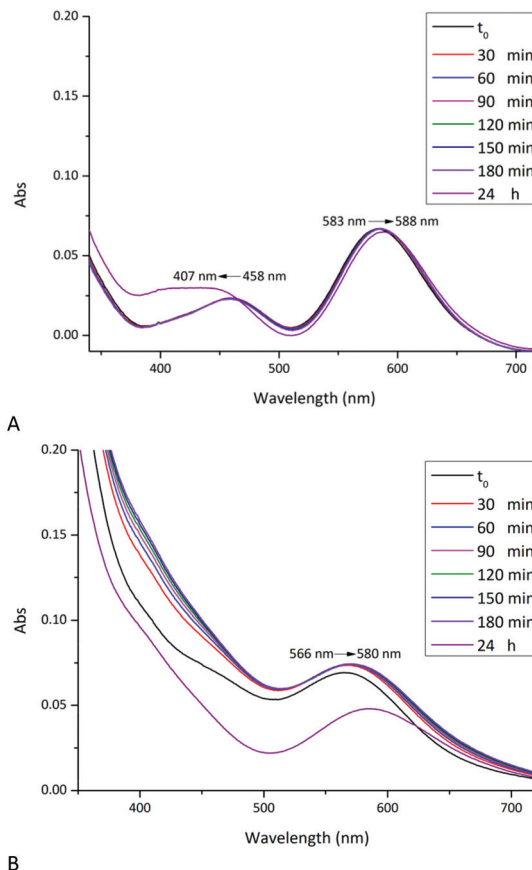 0.20
0.15
0.10
0.05
0.00
Abs
400
500
600
700
Wavelength (nm)
t0
30 min
60 min
90 min
120 min
150 min
180 min
24 h
583 nm → 588 nm
407 nm ← 458 nm
A
0.20
0.15
0.10
0.05
0.00
Abs
400
500
600
700
Wavelength (nm)
t0
30 min
60 min
90 min
120 min
150 min
180 min
24 h
566 nm → 580 nm
B